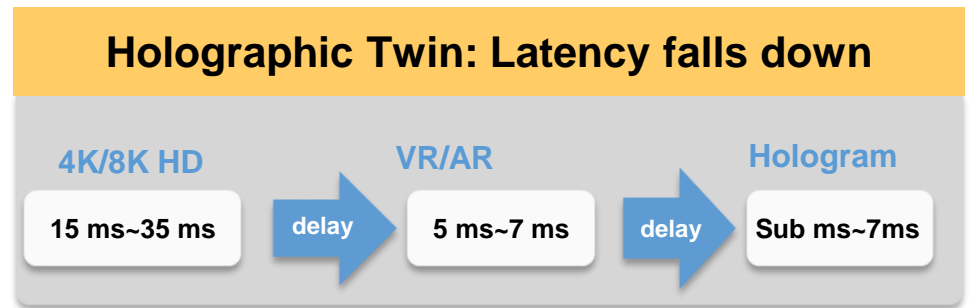 Holographic Twin: Latency falls down
4K/8K HD
VR/AR
Hologram
15 ms~35 ms
delay
5 ms~7 ms
delay
Sub ms~7ms